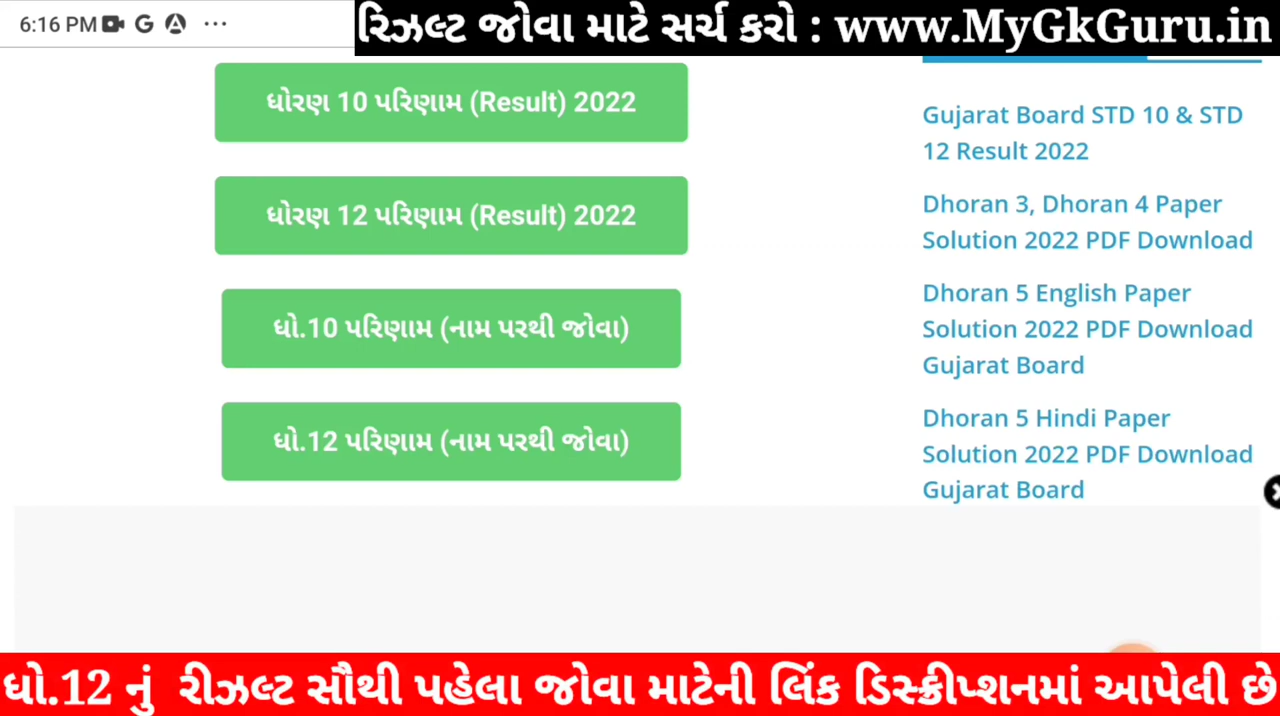 6:16 PM
રિઝલ્ટ જોવા માટે સર્ચ કરો : www.MyGkGuru.in
ધોરણ 10 પરિણામ (Result) 2022
ધોરણ 12 પરિણામ (Result) 2022
ધો.10 પરિણામ (નામ પરથી જોવા)
ધો.12 પરિણામ (નામ પરથી જોવા)
Gujarat Board STD 10 & STD
12 Result 2022
Dhoran 3, Dhoran 4 Paper
Solution 2022 PDF Download
Dhoran 5 English Paper
Solution 2022 PDF Download
Gujarat Board
Dhoran 5 Hindi Paper
Solution 2022 PDF Download
Gujarat Board
ધો.12 નું રીઝલ્ટ સૌથી પહેલા જોવા માટેની લિંક ડિસ્ક્રીપ્શનમાં આપેલી છે